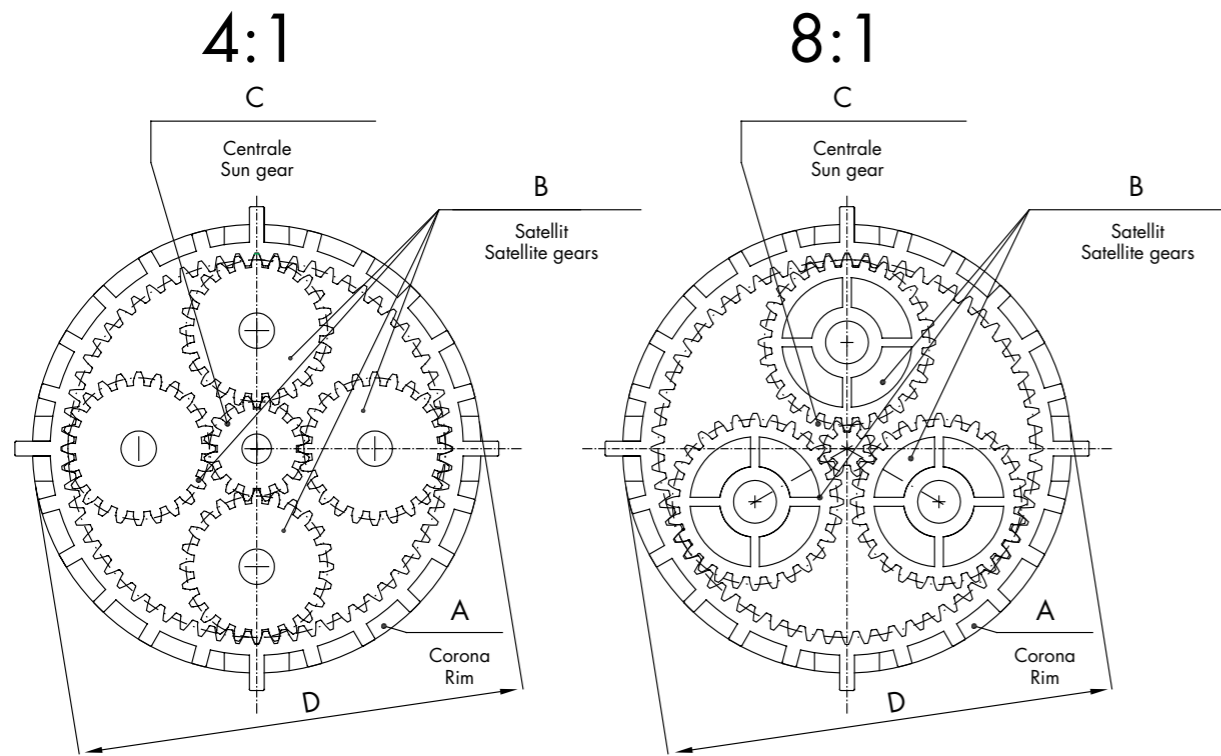 4:1
C
Centrale
Sun gear
B
Satellit
Satellite gears
A
Corona
Rim
D
8:1
C
Centrale
Sun gear
B
Satellit
Satellite gears
A
Corona
Rim
D